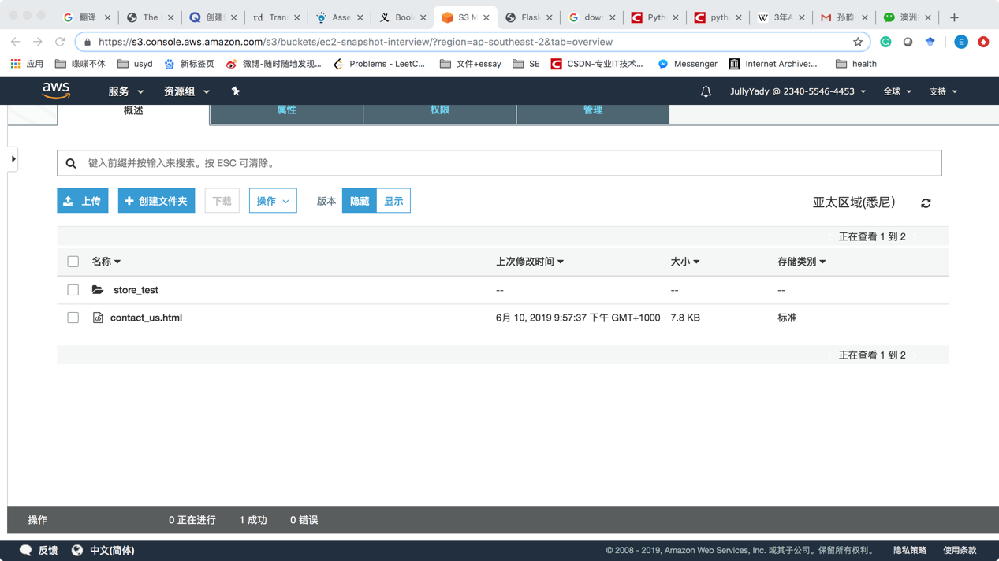 翻译
The
创建
td Tran
Asse
义 Bool
S3 M
Flask
dow
Pyth
pyth
W 3年A
孙韵
澳洲
https://s3.console.aws.amazon.com/s3/buckets/ec2-snapshot-interview/?region=ap-southeast-2&tab=overview
E
应用
喋喋不休
usyd
新标签页
微博-随时随地发现...
Problems - LeetC...
文件+essay
SE
CSDN-专业IT技术...
Messenger
Internet Archive:...
health
aws
服务
资源组
JullyYady @ 2340-5546-4453
全球
支持
概述
属性
权限
管理
键入前缀并按输入来搜索。按 ESC 可清除。
上传
创建文件夹
下载
操作
版本
隐藏
显示
亚太区域(悉尼)
正在查看 1 到 2
名称
上次修改时间
大小
存储类别
store_test
--
--
--
contact_us.html
6月 10, 2019 9:57:37 下午 GMT+1000
7.8 KB
标准
正在查看 1 到 2
操作
0 正在进行
1 成功
0 错误
反馈
中文(简体)
© 2008 - 2019, Amazon Web Services, Inc. 或其子公司。保留所有权利。
隐私策略
使用条款